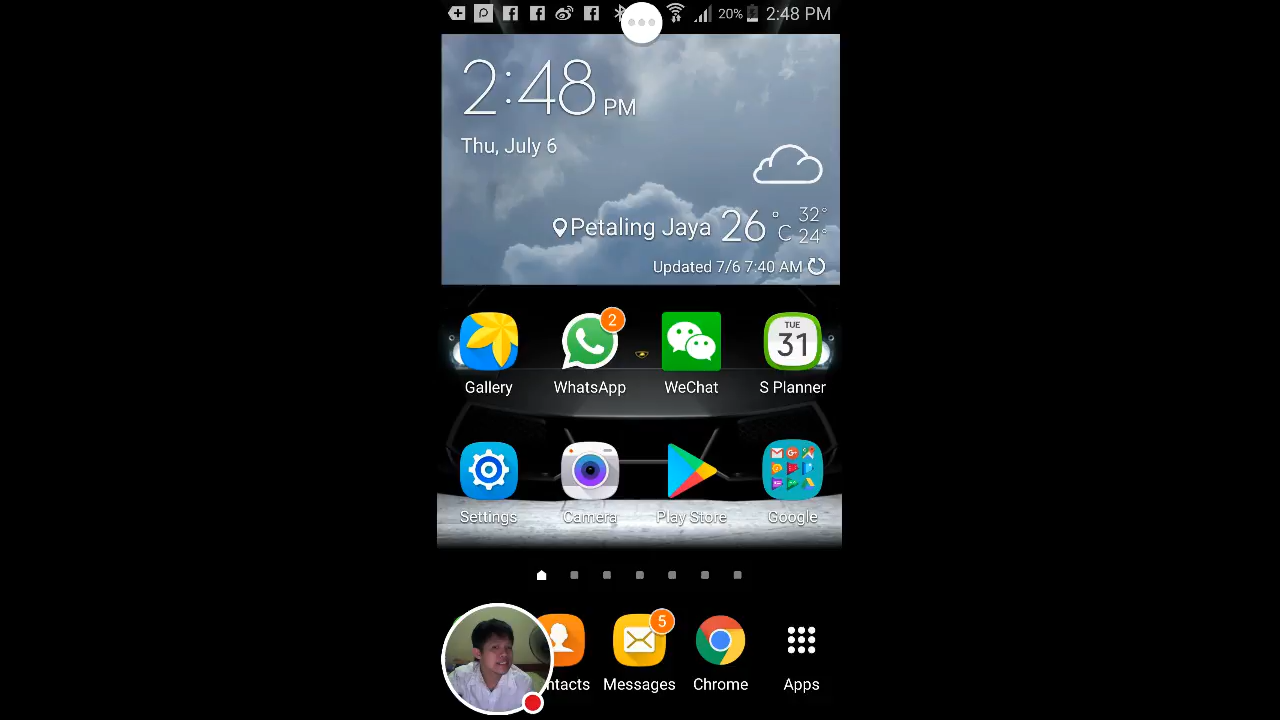 20% 2:48 PM
2:48 PM
Thu, July 6
Petaling Jaya 26°C 32° 24°
Updated 7/6 7:40 AM
2
TUE
31
Gallery WhatsApp WeChat S Planner
Settings Camera Play Store Google
5
ntacts Messages Chrome Apps